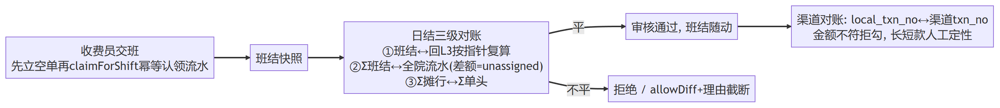 收费员交班
先立空单再claimForShift幂等认领流水
班结快照
日结三级对账
①班结↔回L3按指针复算
②Σ班结↔全院流水(差额=unassigned)
③Σ摊行↔Σ单头
平
不平
审核通过, 班结随动
拒绝 / allowDiff+理由截断
渠道对账: local_txn_no↔渠道txn_no
金额不符拒勾, 长短款人工定性